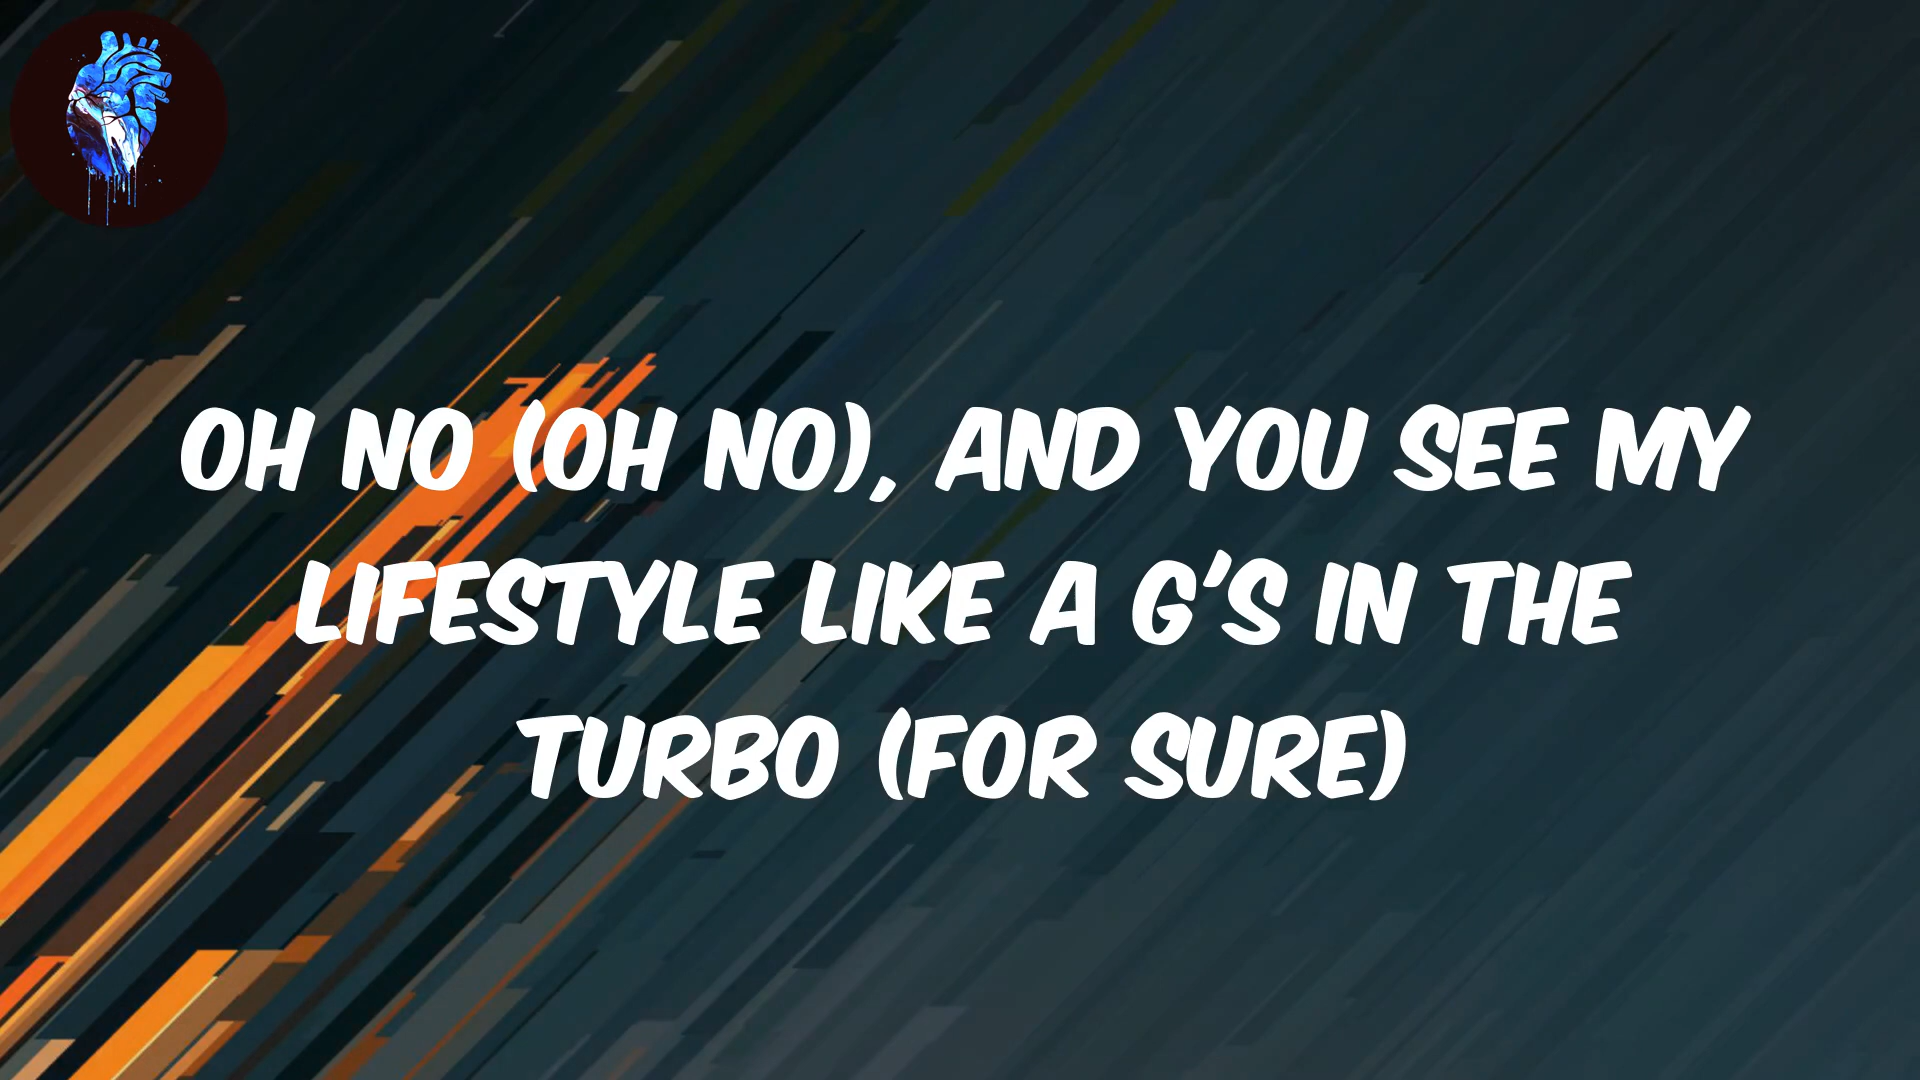 OH NO (OH NO), AND YOU SEE MY
LIFESTYLE LIKE A G'S IN THE
TURBO (FOR SURE)